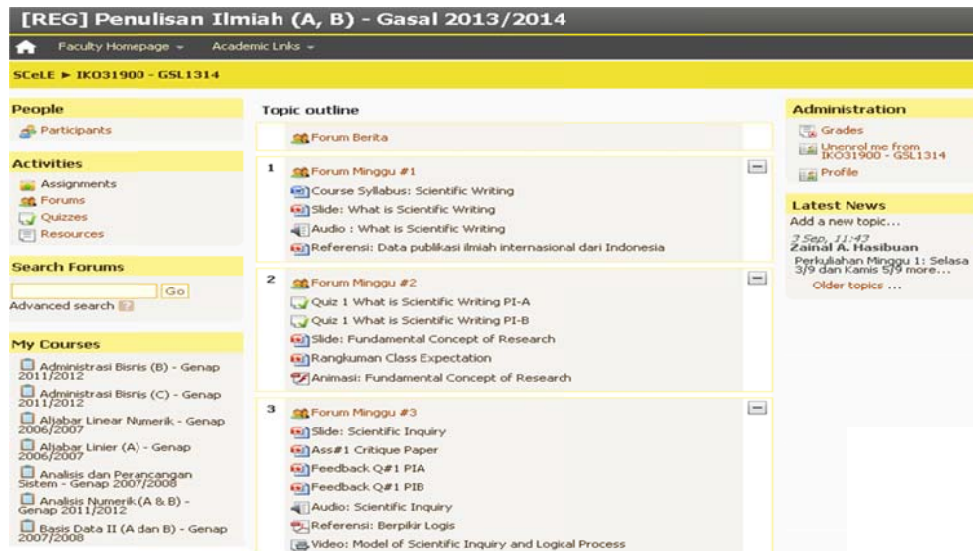 [REG] Penulisan Ilmiah (A, B) - Gasal 2013/2014
Faculty Homepage
Academic Links
SCeLE ► IKO31900 - GSL1314
People
Participants
Activities
Assignments
Forums
Quizzes
Resources
Search Forums
Go
Advanced search
My Courses
Administrasi Bisnis (B) - Genap
2011/2012
Administrasi Bisnis (C) - Genap
2011/2012
Aljabar Linear Numerik - Genap
2006/2007
Aljabar Linier (A) - Genap
2006/2007
Analisis dan Perancangan
Sistem - Genap 2007/2008
Analisis Numerik (A & B) -
Genap 2011/2012
Basis Data II (A dan B) - Genap
2007/2008
Topic outline
Forum Berita
1
Forum Minggu #1
Course Syllabus: Scientific Writing
Slide: What is Scientific Writing
Audio : What is Scientific Writing
Referensi: Data publikasi ilmiah internasional dari Indonesia
2
Forum Minggu #2
Quiz 1 What is Scientific Writing PI-A
Quiz 1 What is Scientific Writing PI-B
Slide: Fundamental Concept of Research
Rangkuman Class Expectation
Animasi: Fundamental Concept of Research
3
Forum Minggu #3
Slide: Scientific Inquiry
Ass#1 Critique Paper
Feedback Q#1 PIA
Feedback Q#1 PIB
Audio: Scientific Inquiry
Referensi: Berpikir Logis
Video: Model of Scientific Inquiry and Logical Process
Administration
Grades
Unenrol me from
IKO31900 - GSL1314
Profile
Latest News
Add a new topic...
3 Sep, 11:43
Zainal A. Hasibuan
Perkuliahan Minggu 1: Selasa
3/9 dan Kamis 5/9 more...
Older topics ...